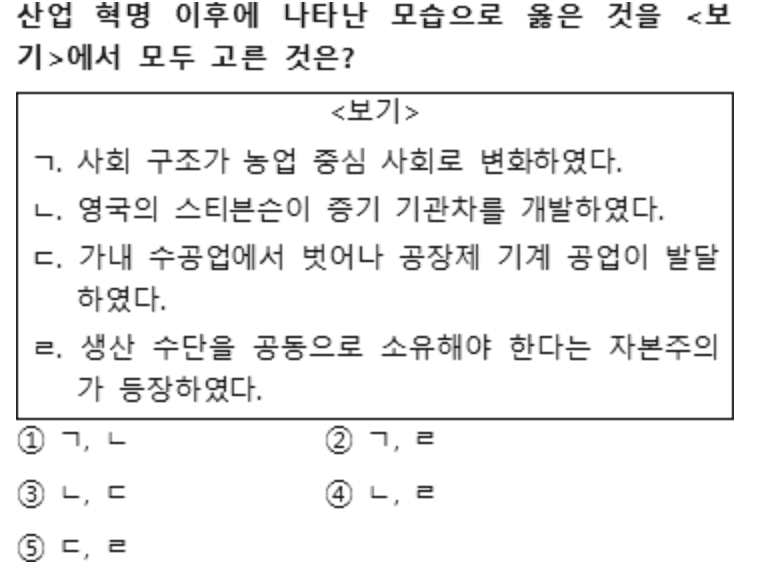 산업 혁명 이후에 나타난 모습으로 옳은 것을 <보
기>에서 모두 고른 것은?
<보기>
ㄱ. 사회 구조가 농업 중심 사회로 변화하였다.
ㄴ. 영국의 스티븐슨이 증기 기관차를 개발하였다.
ㄷ. 가내 수공업에서 벗어나 공장제 기계 공업이 발달
하였다.
ㄹ. 생산 수단을 공동으로 소유해야 한다는 자본주의
가 등장하였다.
① ㄱ, ㄴ ② ㄱ, ㄹ
③ ㄴ, ㄷ ④ ㄴ, ㄹ
⑤ ㄷ, ㄹ